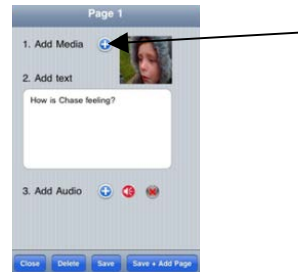 Page 1
1. Add Media
2. Add text
How is Chase feeling?
3. Add Audio
Close Delete Save Save + Add Page